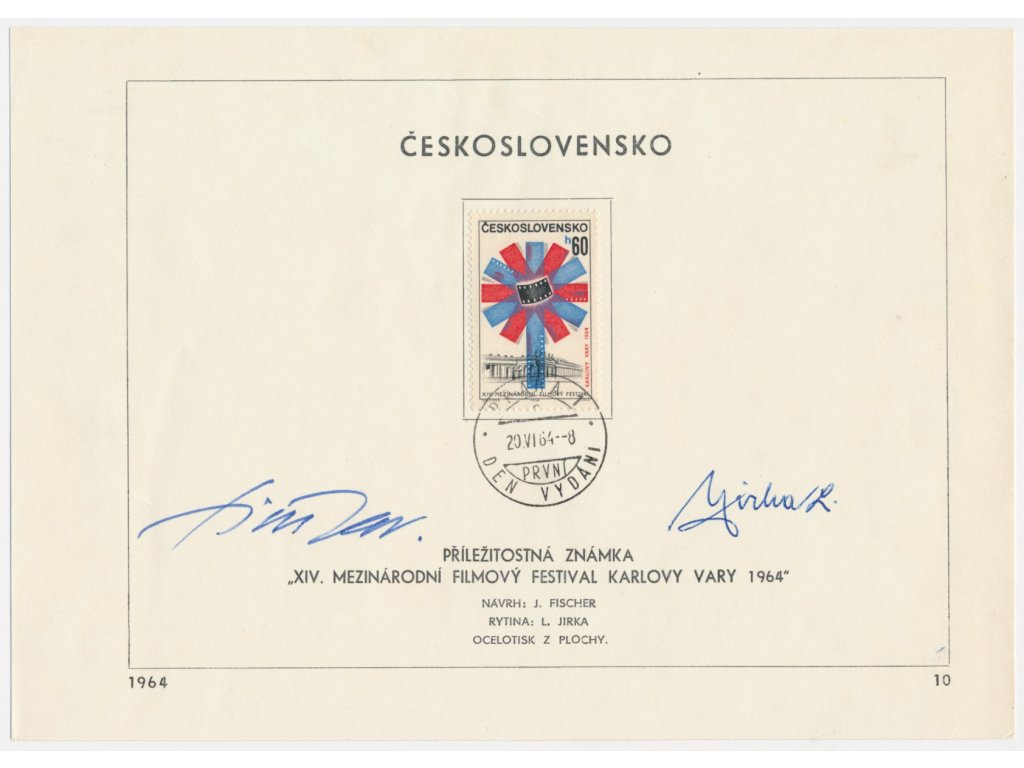 ČESKOSLOVENSKO
ČESKOSLOVENSKO
h60
KARLOVY VARY 1964
XIV. MEZINÁRODNÍ FILMOVÝ FESTIVAL
20.VI.64--8
PRVNÍ
DEN VYDÁNÍ
Jirka L.
PŘÍLEŽITOSTNÁ ZNÁMKA
„XIV. MEZINÁRODNÍ FILMOVÝ FESTIVAL KARLOVY VARY 1964"
NÁVRH: J. FISCHER
RYTINA: L. JIRKA
OCELOTISK Z PLOCHY.
1964 10